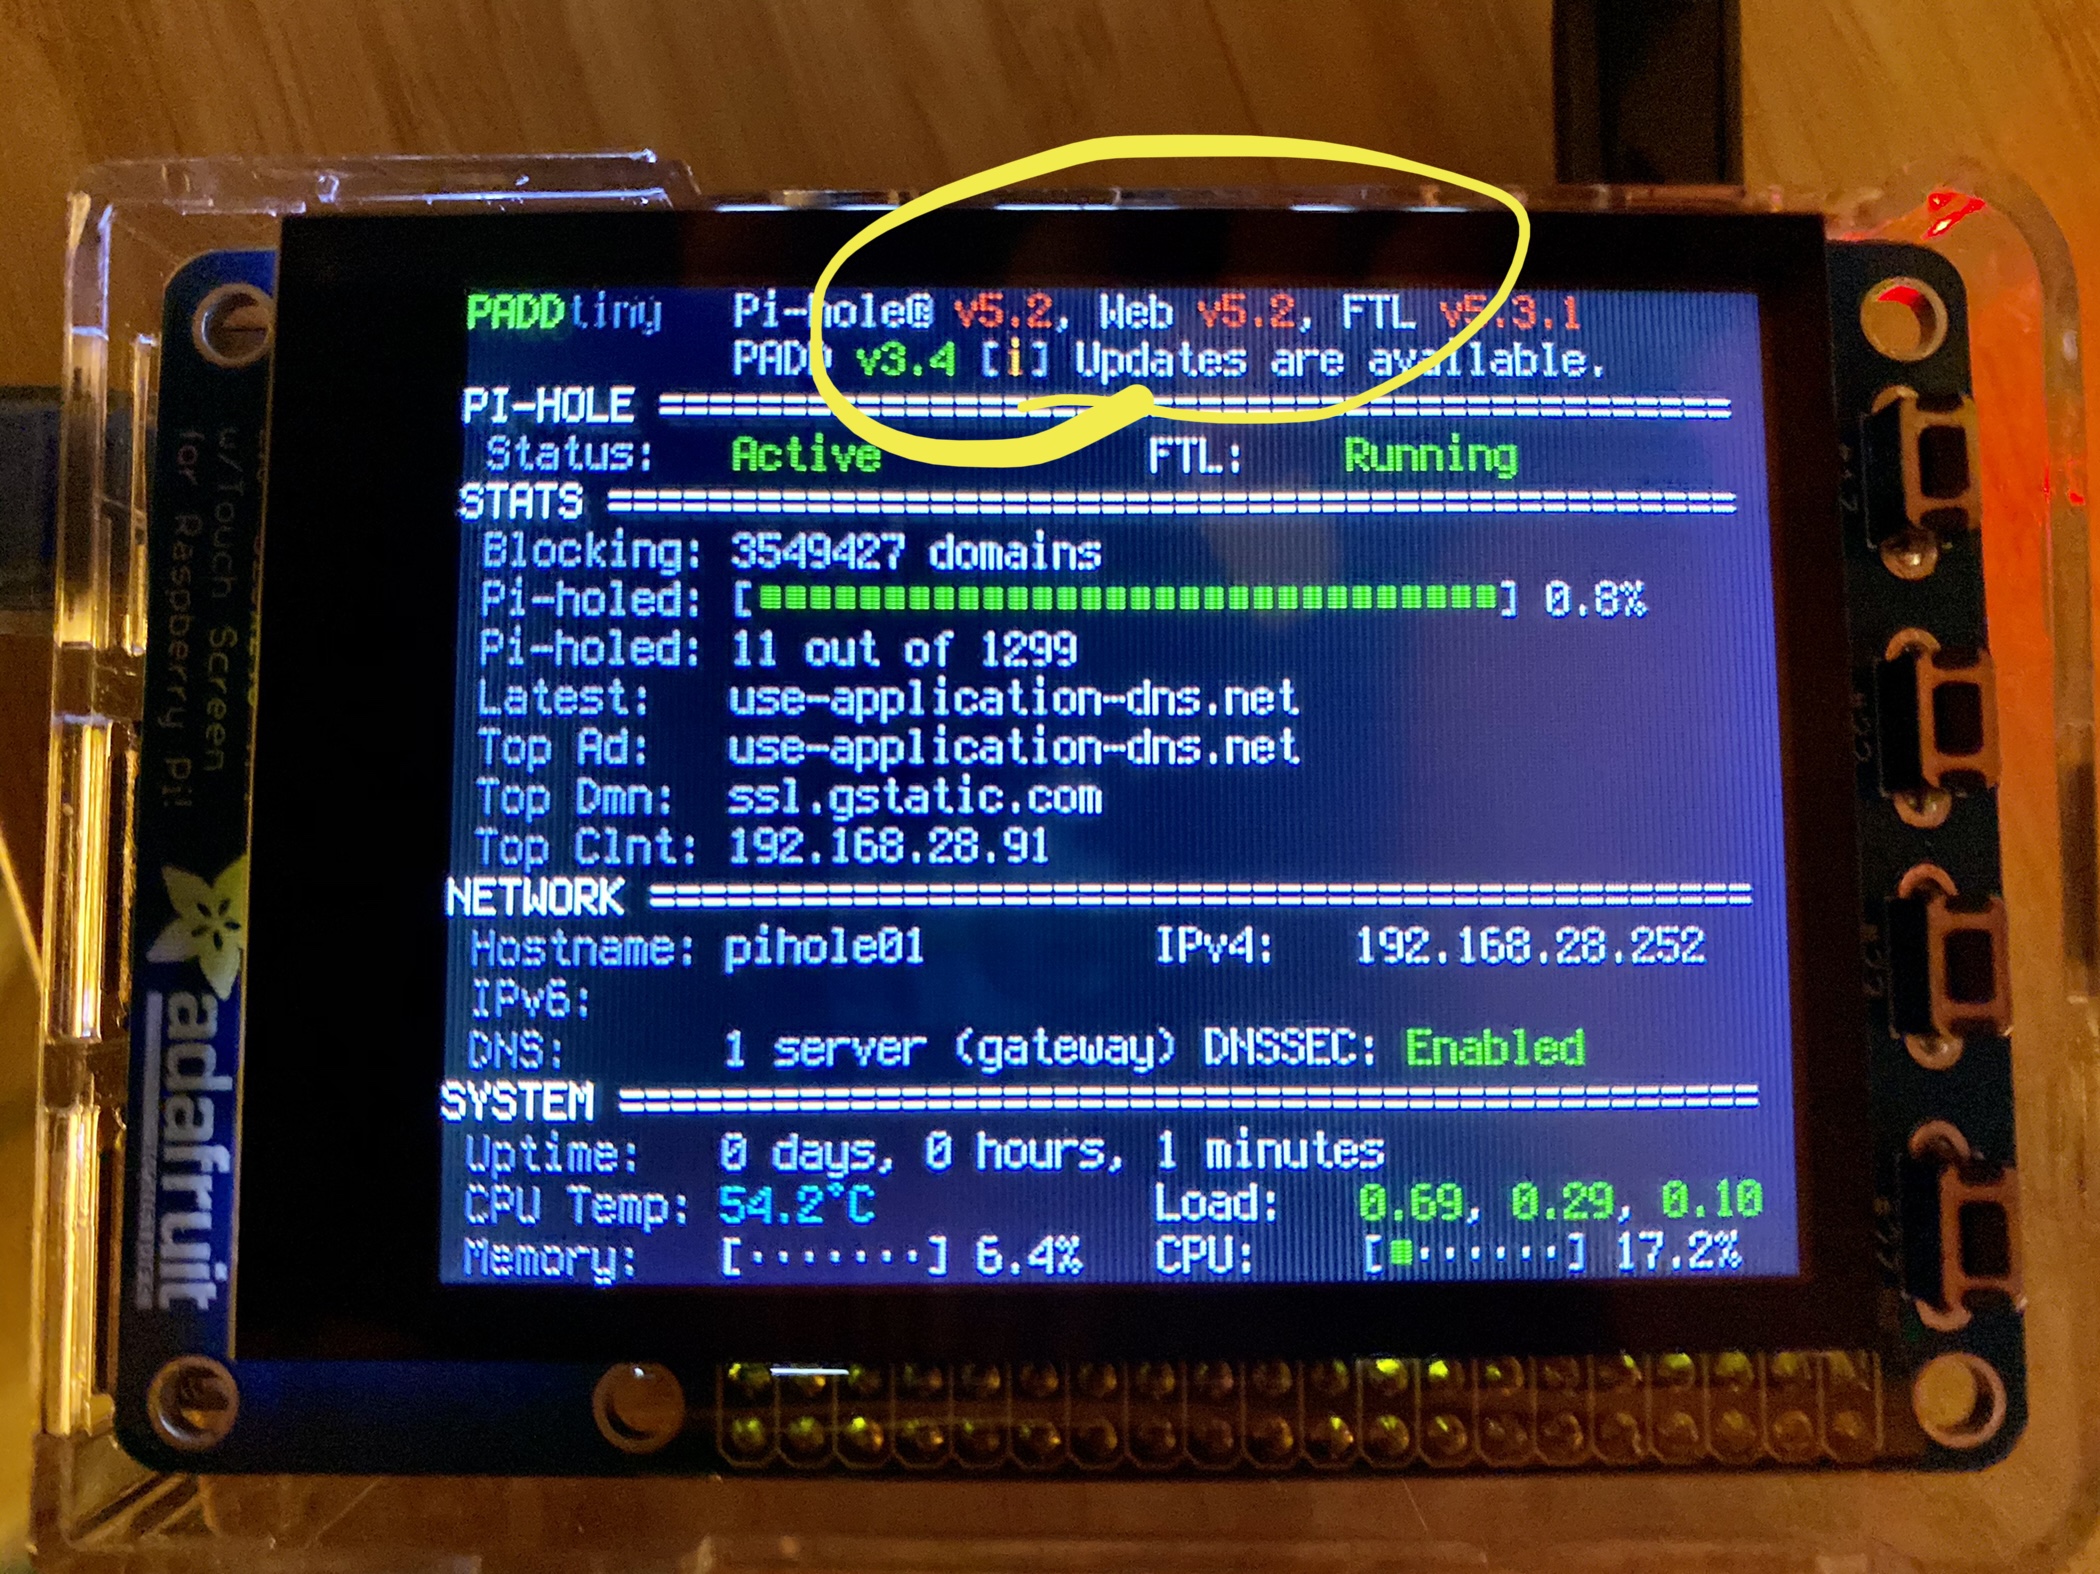 PADDtiny Pi-hole® v5.2, Web v5.2, FTL v5.3.1
PADD v3.4 [i] Updates are available.
PI-HOLE ============================================
Status: Active FTL: Running
STATS ==============================================
Blocking: 3549427 domains
Pi-holed: [■■■■■■■■■■■■■■■■■■■■■■■■■■■■■■] 0.8%
Pi-holed: 11 out of 1299
Latest: use-application-dns.net
Top Ad: use-application-dns.net
Top Dmn: ssl.gstatic.com
Top Clnt: 192.168.28.91
NETWORK ============================================
Hostname: pihole01 IPv4: 192.168.28.252
IPv6:
DNS: 1 server (gateway) DNSSEC: Enabled
SYSTEM =============================================
Uptime: 0 days, 0 hours, 1 minutes
CPU Temp: 54.2°C Load: 0.69, 0.29, 0.10
Memory: [·······] 6.4% CPU: [■······] 17.2%
w/Touch Screen
for Raspberry Pi!
adafruit